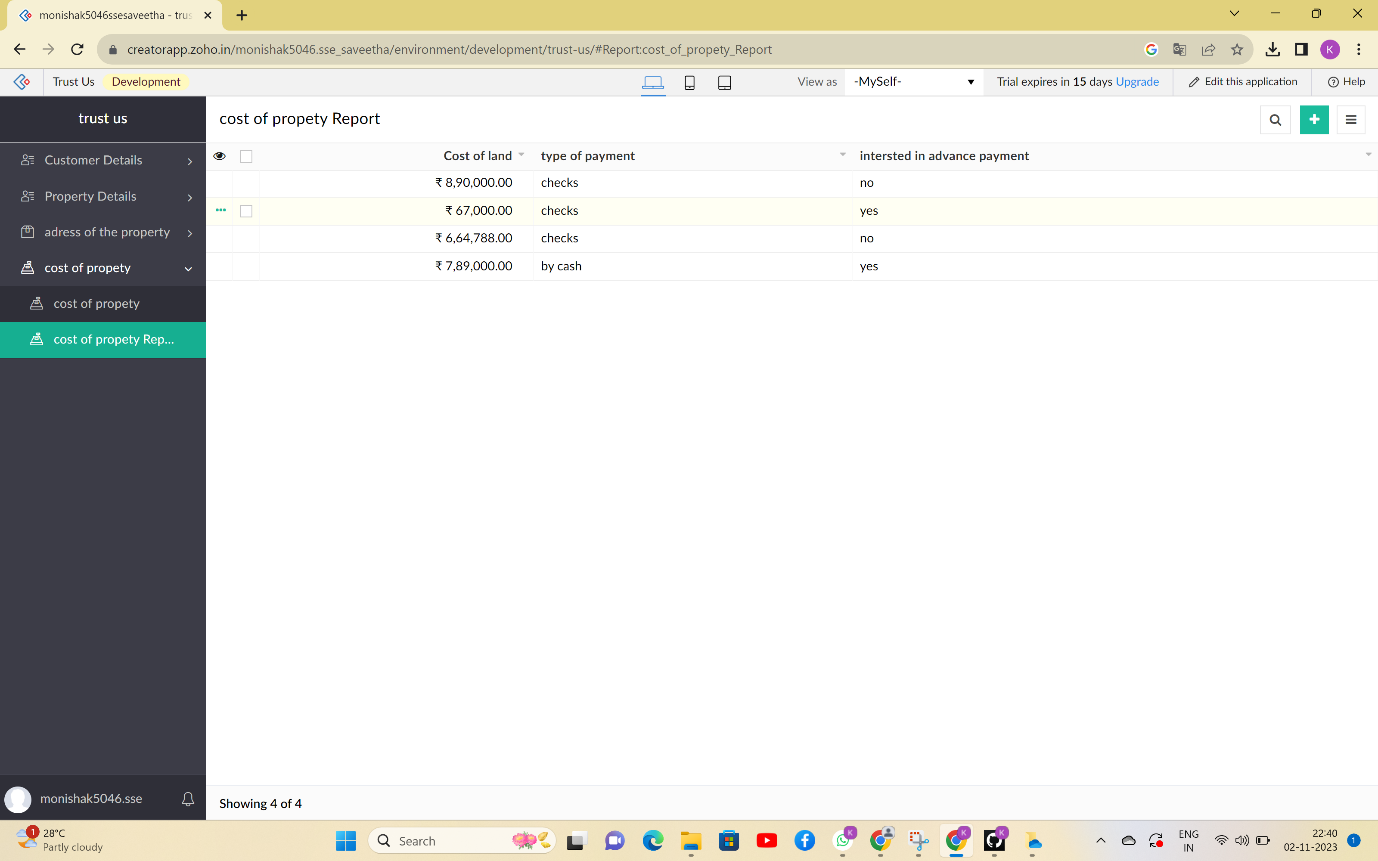 monishak5046ssesaveetha - trus
creatorapp.zoho.in/monishak5046.sse_saveetha/environment/development/trust-us/#Report:cost_of_propety_Report
K
Trust Us Development View as -MySelf- Trial expires in 15 days Upgrade Edit this application Help
trust us
Customer Details
Property Details
adress of the property
cost of propety
cost of propety
cost of propety Rep...
monishak5046.sse
cost of propety Report
Cost of land type of payment intersted in advance payment
₹ 8,90,000.00 checks no
₹ 67,000.00 checks yes
₹ 6,64,788.00 checks no
₹ 7,89,000.00 by cash yes
Showing 4 of 4
1
28°C
Partly cloudy
Search
K
K
K
ENG
IN
22:40
02-11-2023
1